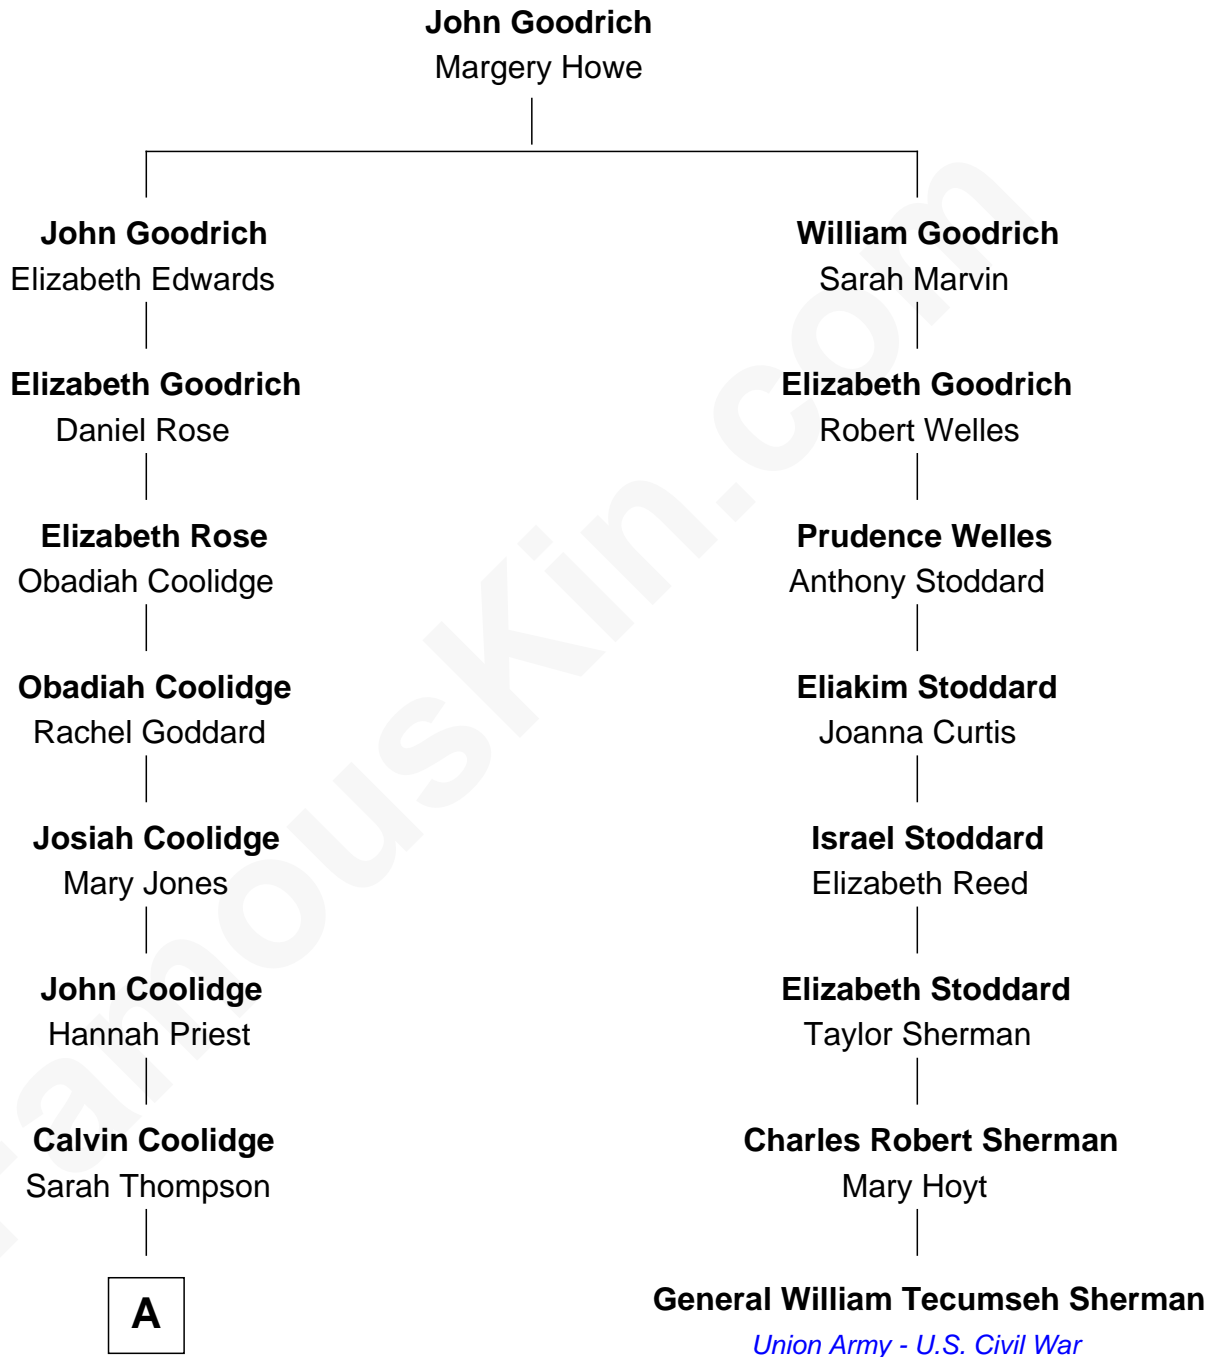 John Goodrich
Margery Howe
John Goodrich
Elizabeth Edwards
Elizabeth Goodrich
Daniel Rose
Elizabeth Rose
Obadiah Coolidge
Obadiah Coolidge
Rachel Goddard
Josiah Coolidge
Mary Jones
John Coolidge
Hannah Priest
Calvin Coolidge
Sarah Thompson
A
William Goodrich
Sarah Marvin
Elizabeth Goodrich
Robert Welles
Prudence Welles
Anthony Stoddard
Eliakim Stoddard
Joanna Curtis
Israel Stoddard
Elizabeth Reed
Elizabeth Stoddard
Taylor Sherman
Charles Robert Sherman
Mary Hoyt
General William Tecumseh Sherman
Union Army - U.S. Civil War
FamousKin.com